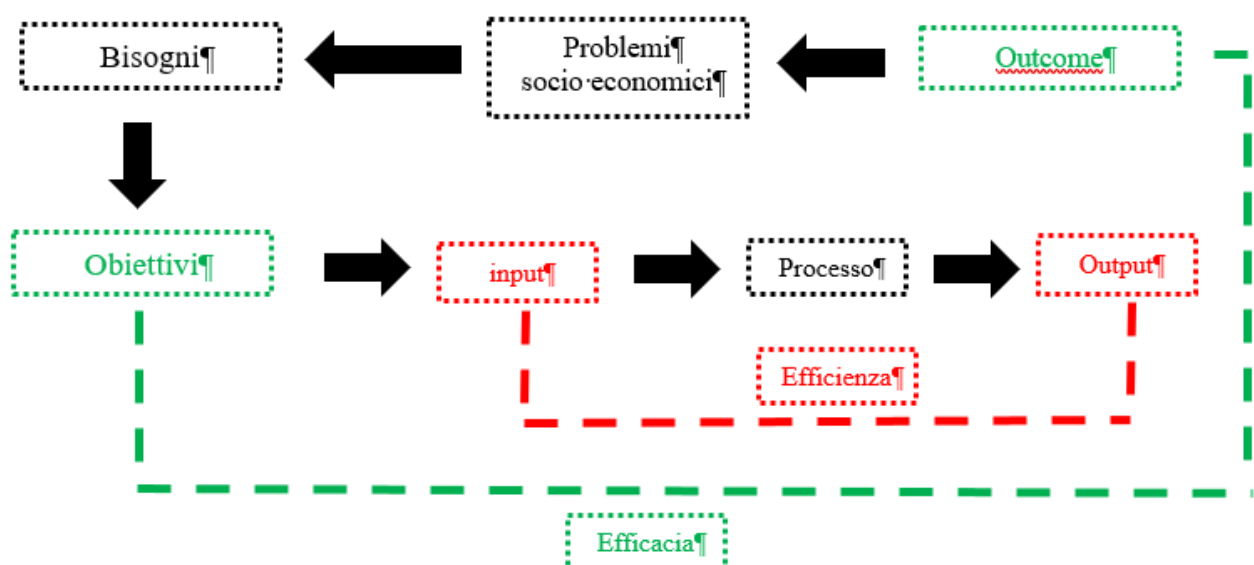 Bisogni¶
Problemi¶
socio·economici¶
Outcome¶
Obiettivi¶
input¶
Processo¶
Output¶
Efficienza¶
Efficacia¶